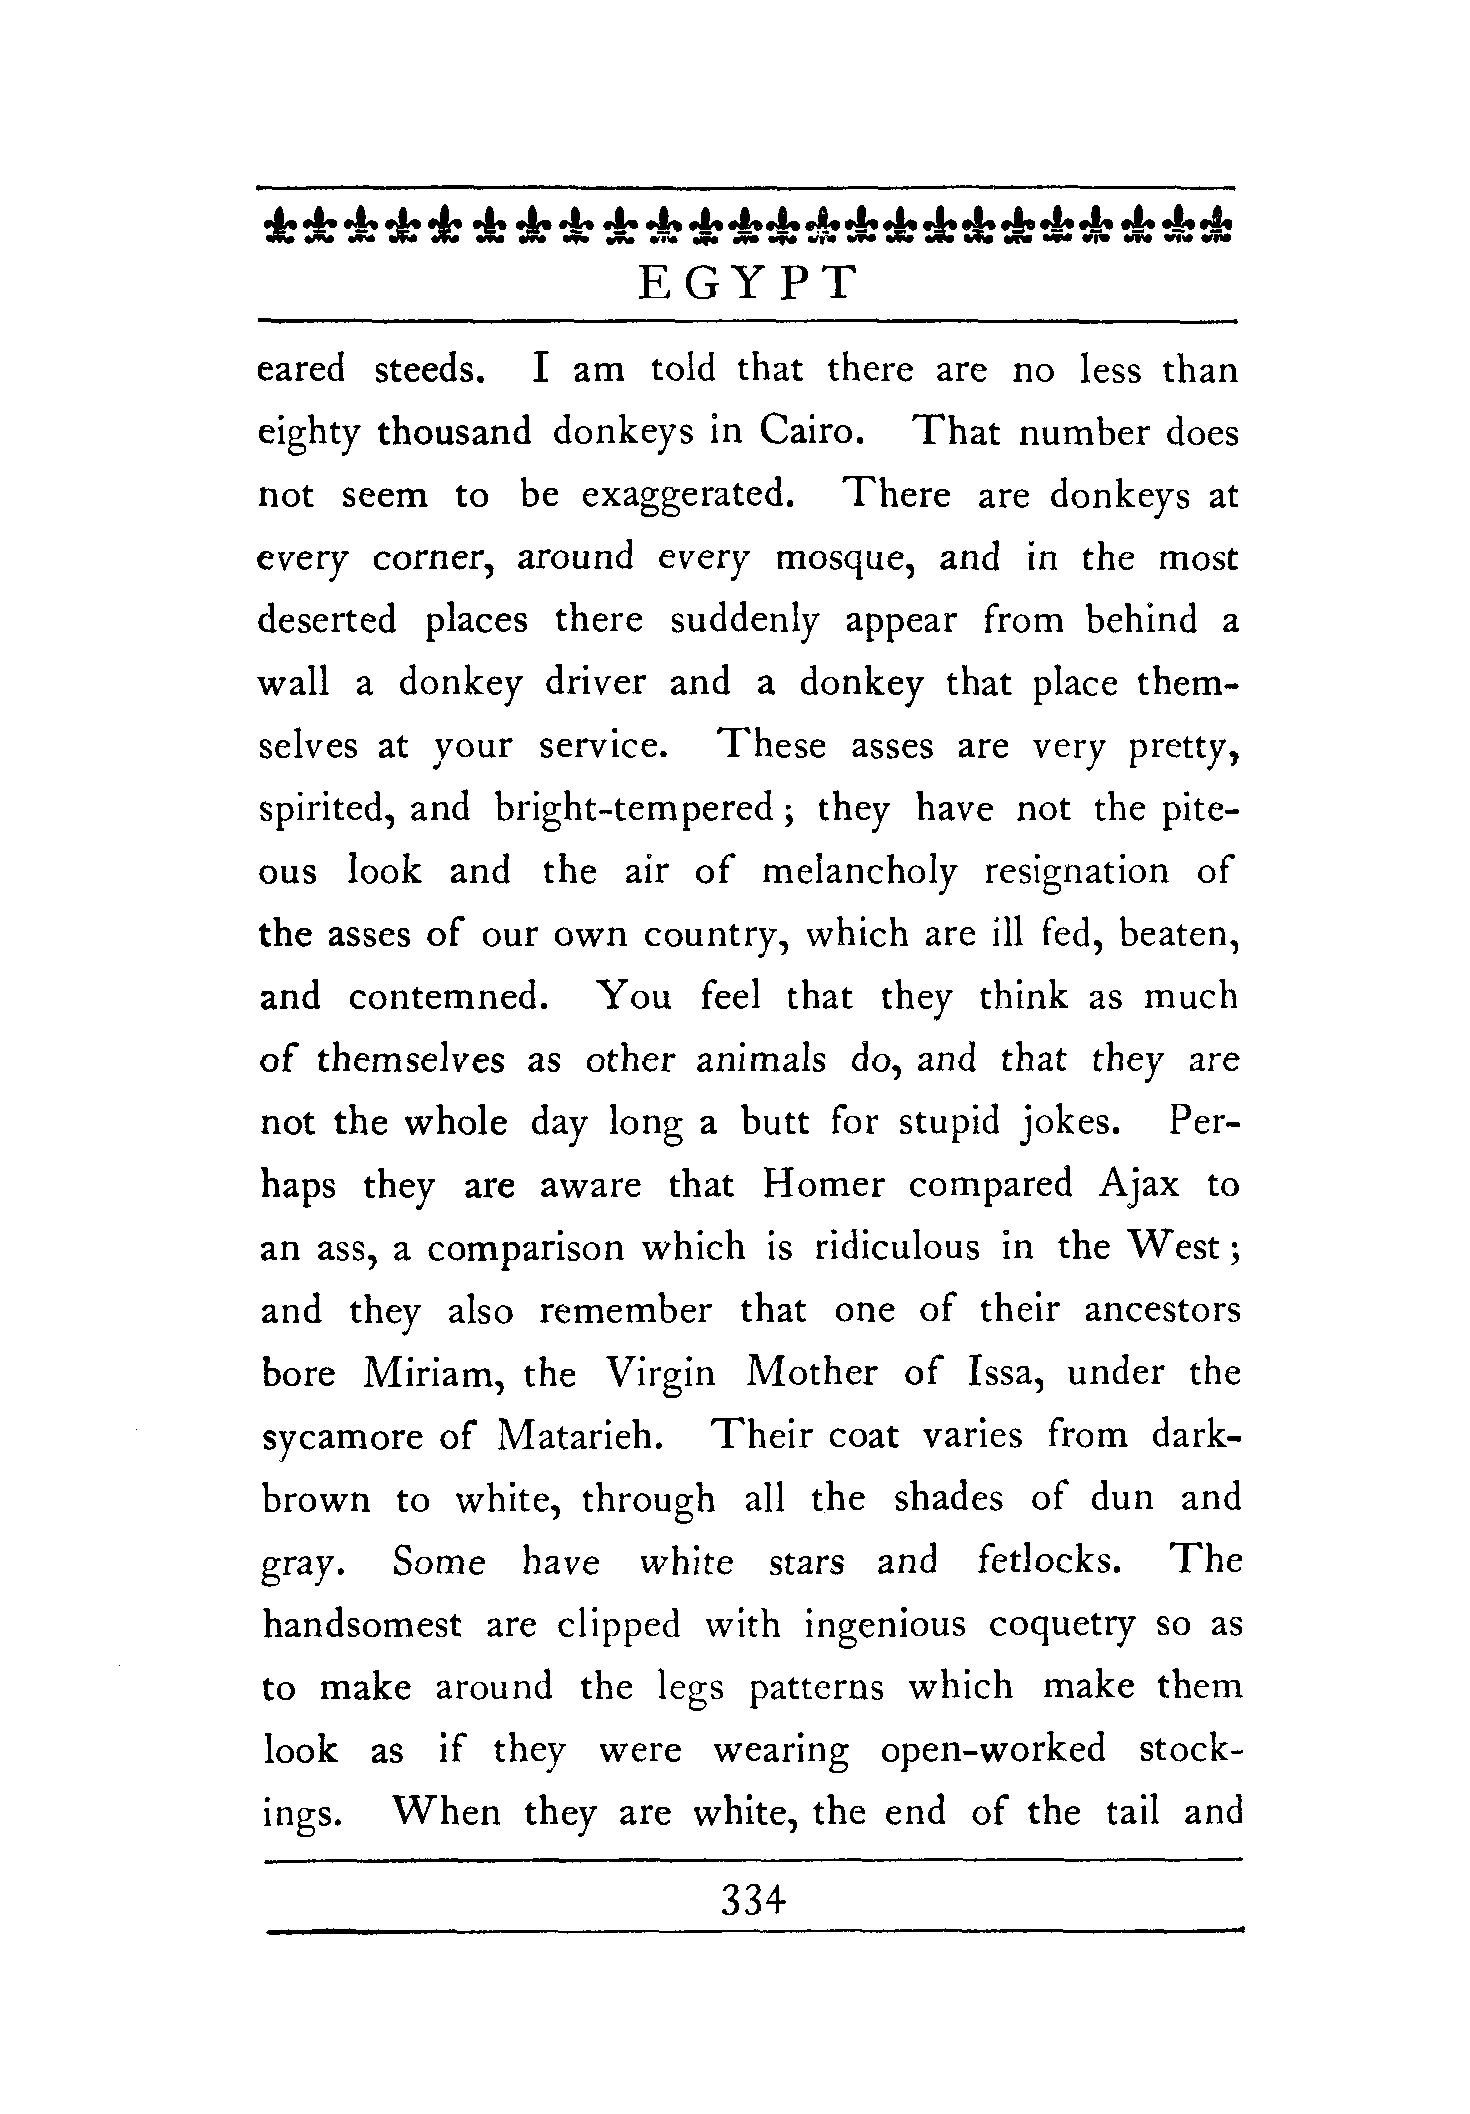 EGYPT
eared steeds. I am told that there are no less than
eighty thousand donkeys in Cairo. That number does
not seem to be exaggerated. There are donkeys at
every corner, around every mosque, and in the most
deserted places there suddenly appear from behind a
wall a donkey driver and a donkey that place them-
selves at your service. These asses are very pretty,
spirited, and bright-tempered ; they have not the pite-
ous look and the air of melancholy resignation of
the asses of our own country, which are ill fed, beaten,
and contemned. You feel that they think as much
of themselves as other animals do, and that they are
not the whole day long a butt for stupid jokes. Per-
haps they are aware that Homer compared Ajax to
an ass, a comparison which is ridiculous in the West ;
and they also remember that one of their ancestors
bore Miriam, the Virgin Mother of Issa, under the
sycamore of Matarieh. Their coat varies from dark-
brown to white, through all the shades of dun and
gray. Some have white stars and fetlocks. The
handsomest are clipped with ingenious coquetry so as
to make around the legs patterns which make them
look as if they were wearing open-worked stock-
ings. When they are white, the end of the tail and
334